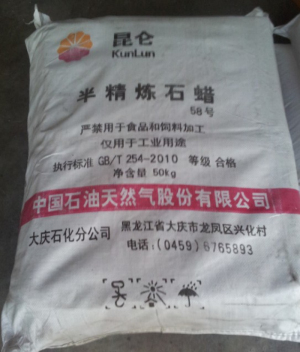 昆仑
KunLun
半精炼石蜡
58号
严禁用于食品和饲料加工
仅用于工业用途
执行标准 GB/T 254-2010 等级 合格
净含量 50kg
中国石油天然气股份有限公司
大庆石化分公司 黑龙江省大庆市龙凤区兴化村
电话:(0459) 6765893